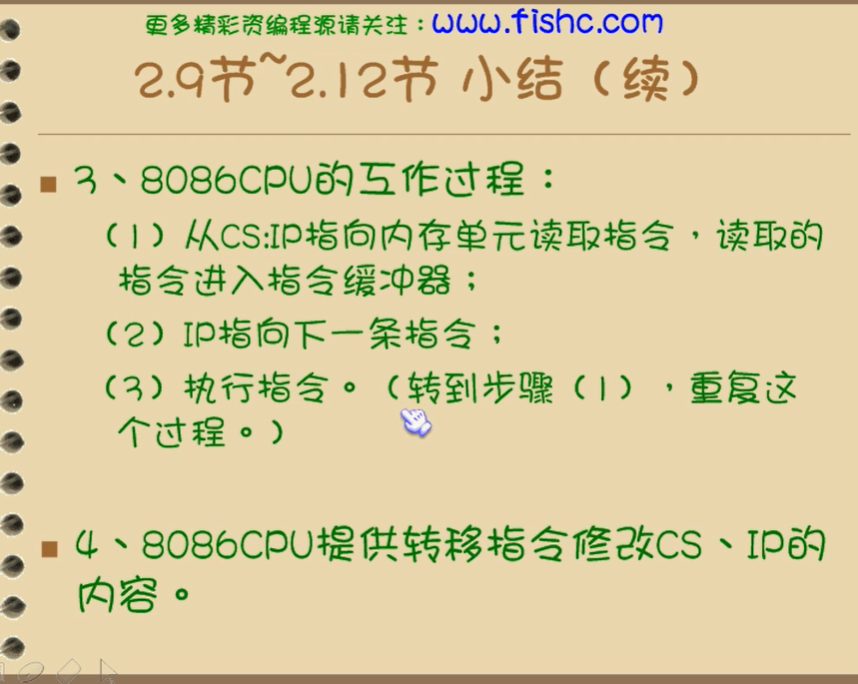 更多精彩资编程源请关注：www.fishc.com
2.9节~2.12节 小结（续）
3、8086CPU的工作过程：
（1）从CS:IP指向内存单元读取指令，读取的
指令进入指令缓冲器；
（2）IP指向下一条指令；
（3）执行指令。（转到步骤（1），重复这
个过程。）
4、8086CPU提供转移指令修改CS、IP的
内容。